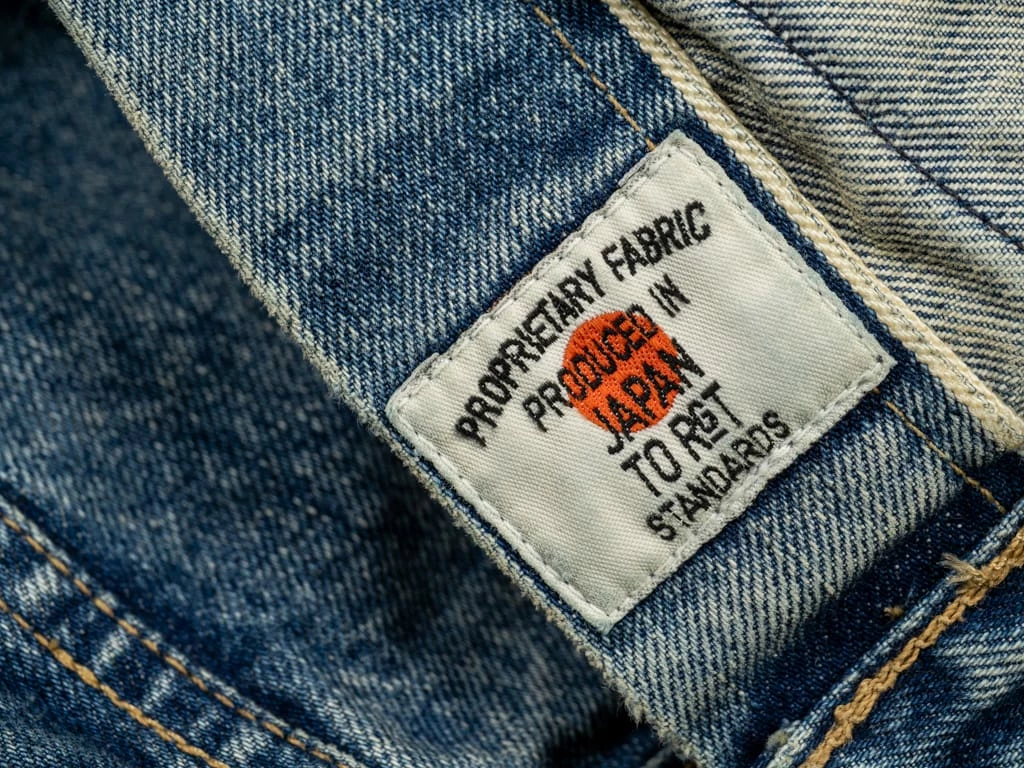 PROPRIETARY FABRIC
PRODUCED IN
JAPAN
TO RGT
STANDARDS